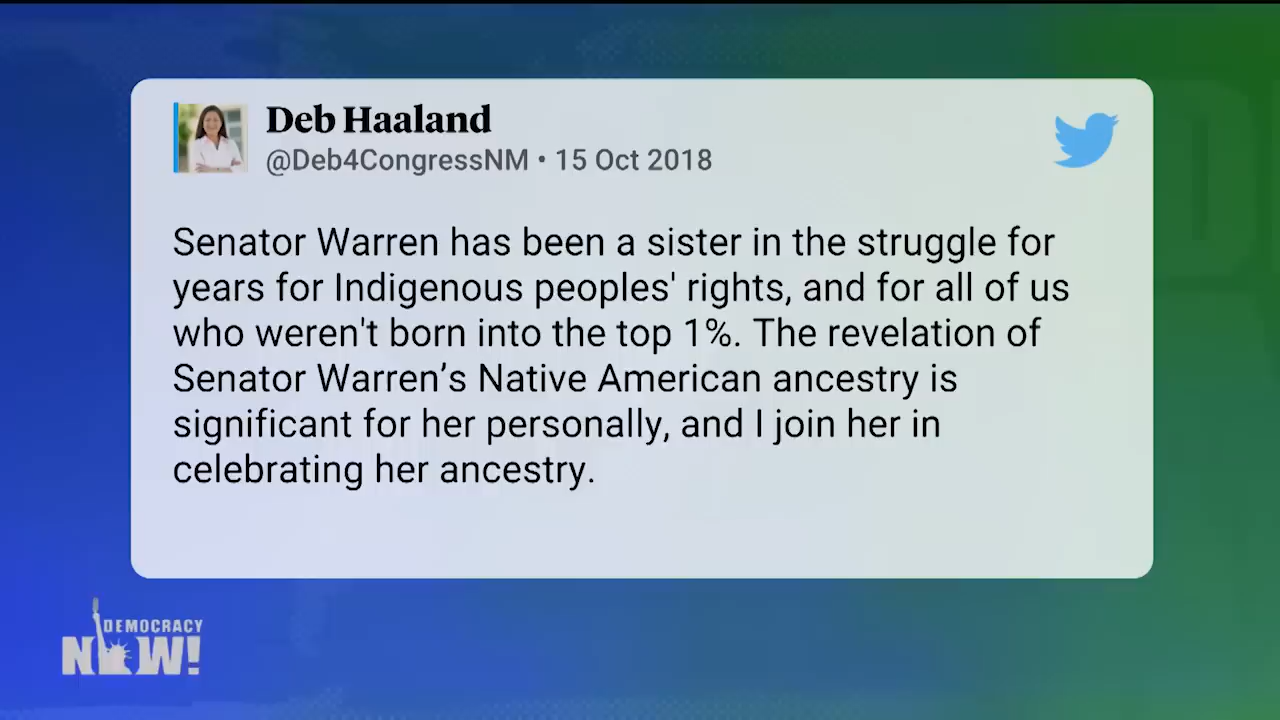 Deb Haaland
@Deb4CongressNM • 15 Oct 2018
Senator Warren has been a sister in the struggle for
years for Indigenous peoples' rights, and for all of us
who weren't born into the top 1%. The revelation of
Senator Warren’s Native American ancestry is
significant for her personally, and I join her in
celebrating her ancestry.
DEMOCRACY
NOW!